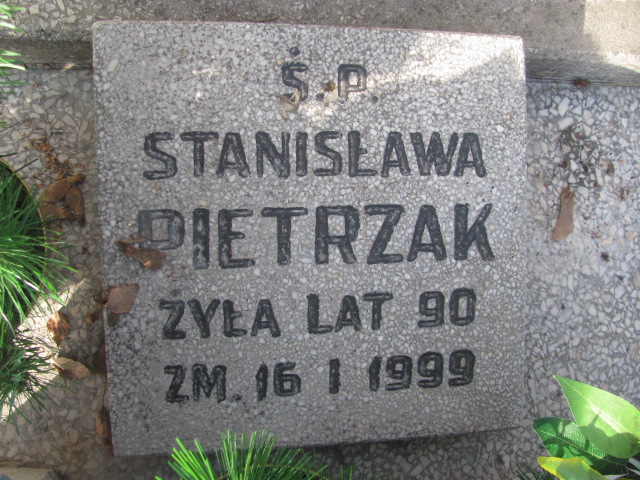 Ś.P.
STANISŁAWA
PIETRZAK
ŻYŁA LAT 90
ZM. 16 I 1999